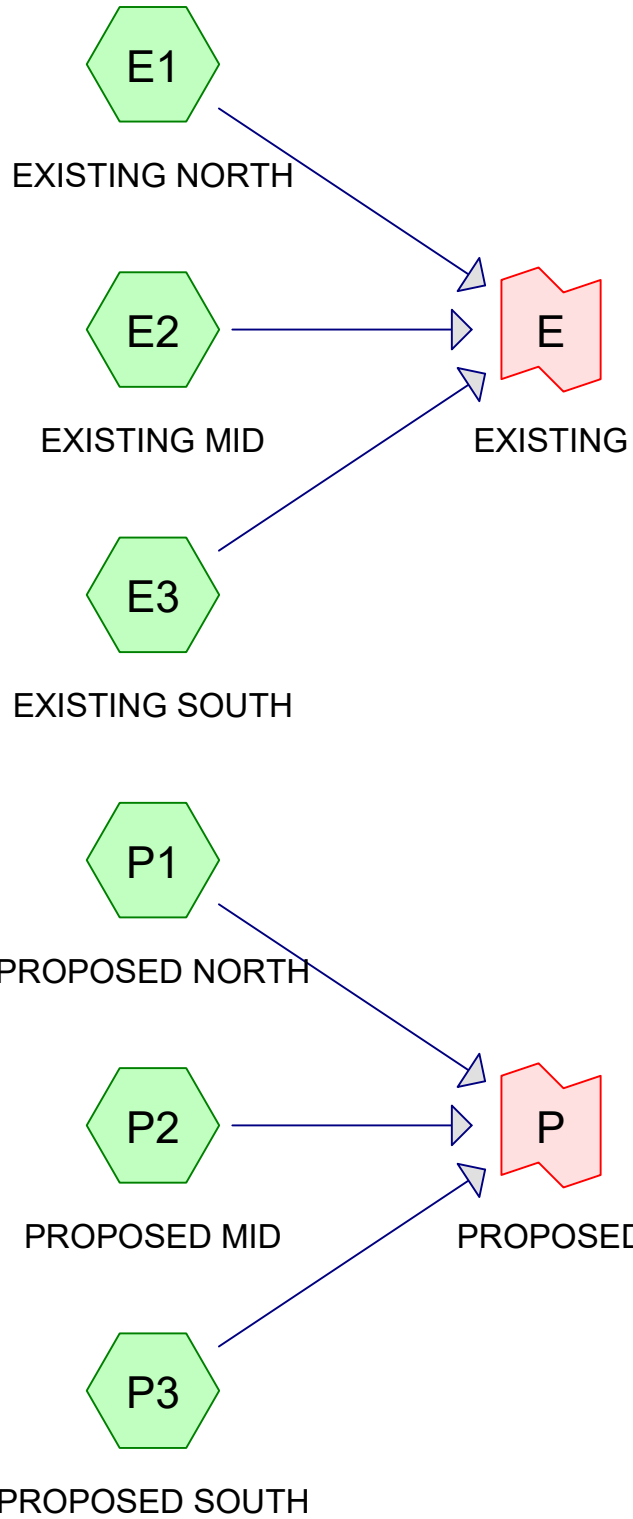 E1
EXISTING NORTH
E2
E
EXISTING MID
EXISTING
E3
EXISTING SOUTH
P1
PROPOSED NORTH
P2
P
PROPOSED MID
PROPOSED
P3
PROPOSED SOUTH